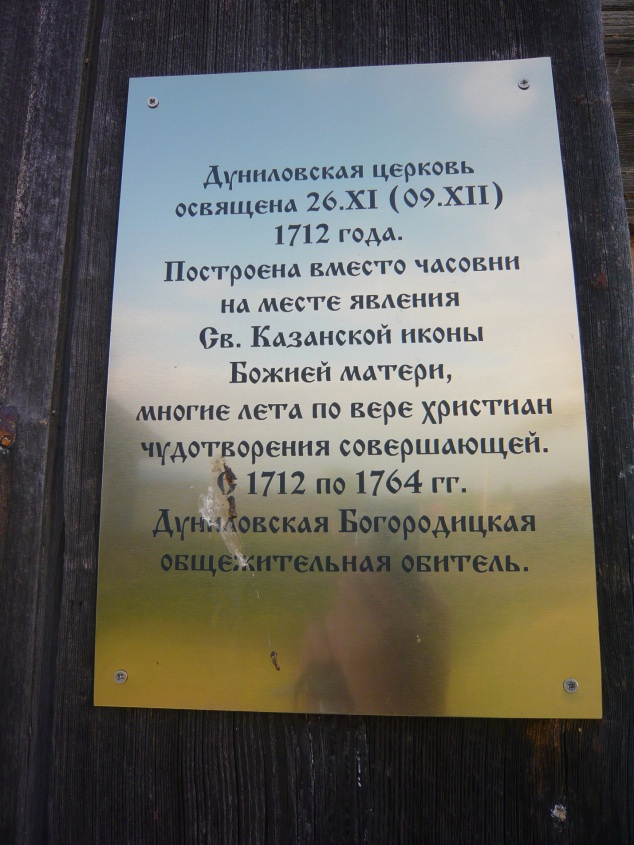 Дуниловская церковь
освящена 26.XI (09.XII)
1712 года.
Построена вместо часовни
на месте явления
Св. Казанской иконы
Божией матери,
многие лета по вере христиан
чудотворения совершающей.
С 1712 по 1764 гг.
Дуниловская Богородицкая
общежительная обитель.